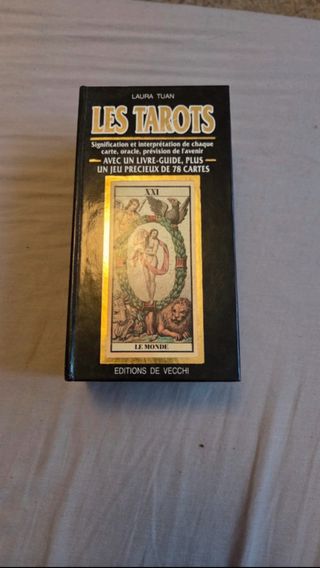 LAURA TUAN
LES TAROTS
Signification et interprétation de chaque
carte, oracle, prévision de l'avenir
AVEC UN LIVRE-GUIDE, PLUS
UN JEU PRECIEUX DE 78 CARTES
XXI
LE MONDE
EDITIONS DE VECCHI